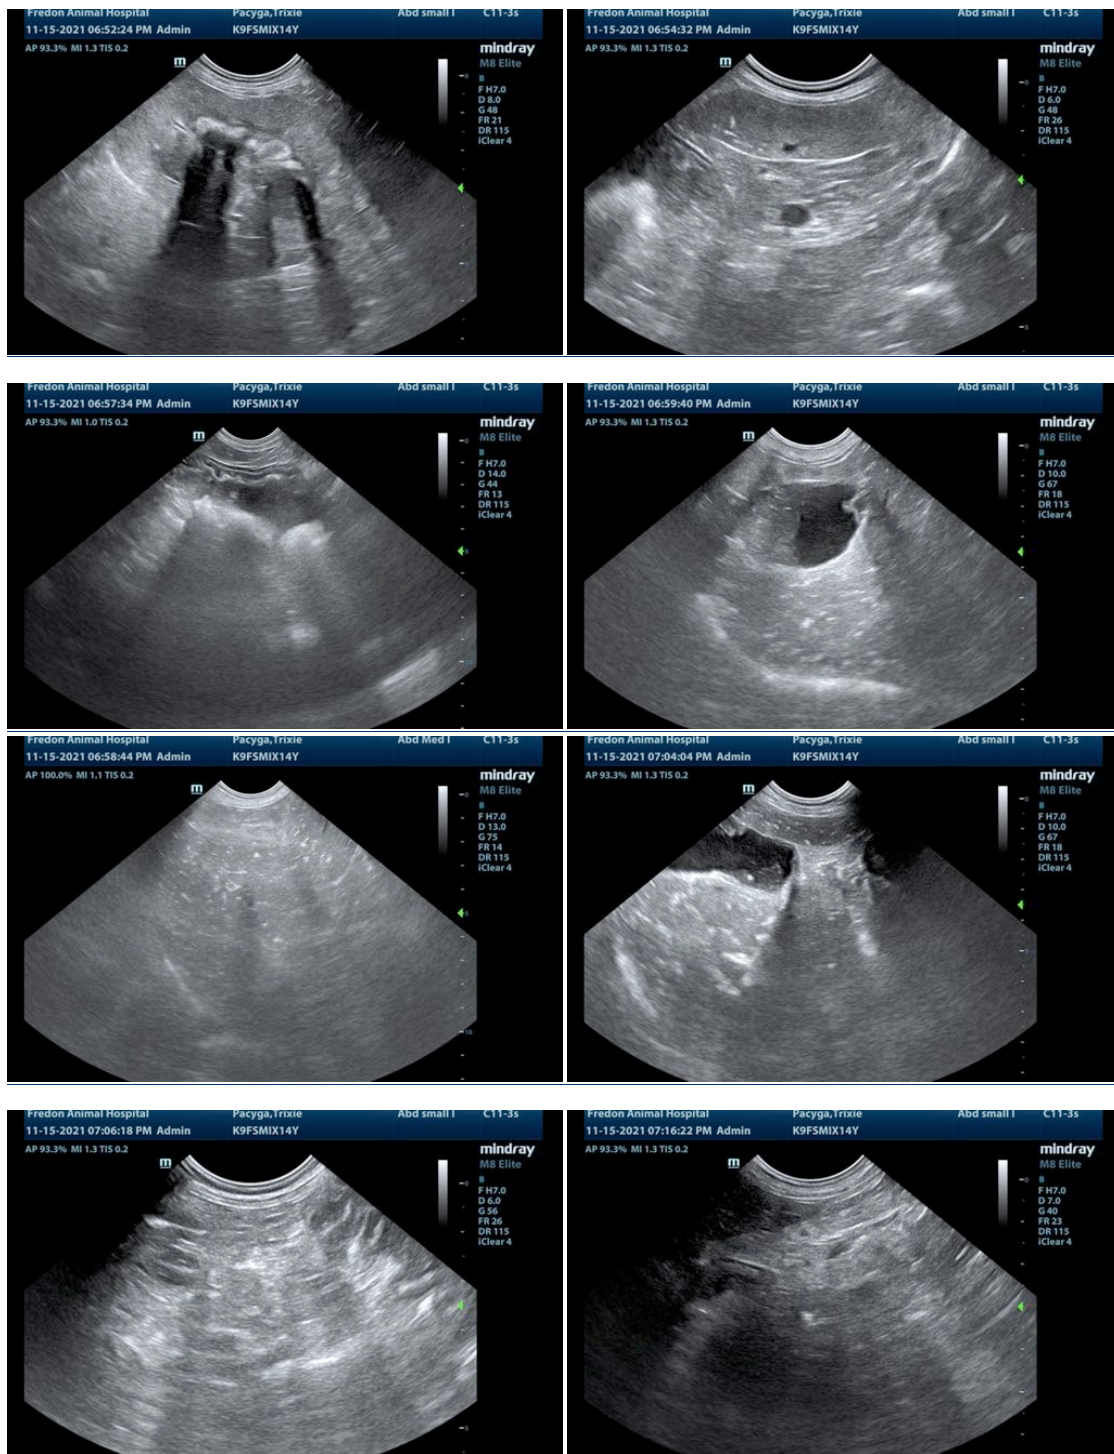 Fredon Animal Hospital Pacyga,Trixie Abd small I C11-3s
11-15-2021 06:52:24 PM Admin K9FSMIX14Y
AP 93.3% MI 1.3 TIS 0.2
mindray
M8 Elite
B
F H7.0
D 8.0
G 48
FR 21
DR 115
iClear 4
Fredon Animal Hospital Pacyga,Trixie Abd small I C11-3s
11-15-2021 06:54:32 PM Admin K9FSMIX14Y
AP 93.3% MI 1.3 TIS 0.2
mindray
M8 Elite
B
F H7.0
D 6.0
G 48
FR 26
DR 115
iClear 4
Fredon Animal Hospital Pacyga,Trixie Abd small I C11-3s
11-15-2021 06:57:34 PM Admin K9FSMIX14Y
AP 93.3% MI 1.0 TIS 0.2
mindray
M8 Elite
B
F H7.0
D 14.0
G 44
FR 13
DR 115
iClear 4
Fredon Animal Hospital Pacyga,Trixie Abd small I C11-3s
11-15-2021 06:59:40 PM Admin K9FSMIX14Y
AP 93.3% MI 1.3 TIS 0.2
mindray
M8 Elite
B
F H7.0
D 10.0
G 67
FR 18
DR 115
iClear 4
Fredon Animal Hospital Pacyga,Trixie Abd Med I C11-3s
11-15-2021 06:58:44 PM Admin K9FSMIX14Y
AP 100.0% MI 1.1 TIS 0.2
mindray
M8 Elite
B
F H7.0
D 13.0
G 75
FR 14
DR 115
iClear 4
Fredon Animal Hospital Pacyga,Trixie Abd small I C11-3s
11-15-2021 07:04:04 PM Admin K9FSMIX14Y
AP 93.3% MI 1.3 TIS 0.2
mindray
M8 Elite
B
F H7.0
D 10.0
G 67
FR 18
DR 115
iClear 4
Fredon Animal Hospital Pacyga,Trixie Abd small I C11-3s
11-15-2021 07:06:18 PM Admin K9FSMIX14Y
AP 93.3% MI 1.3 TIS 0.2
mindray
M8 Elite
B
F H7.0
D 6.0
G 56
FR 26
DR 115
iClear 4
Fredon Animal Hospital Pacyga,Trixie Abd small I C11-3s
11-15-2021 07:16:22 PM Admin K9FSMIX14Y
AP 93.3% MI 1.3 TIS 0.2
mindray
M8 Elite
B
F H7.0
D 7.0
G 40
FR 23
DR 115
iClear 4